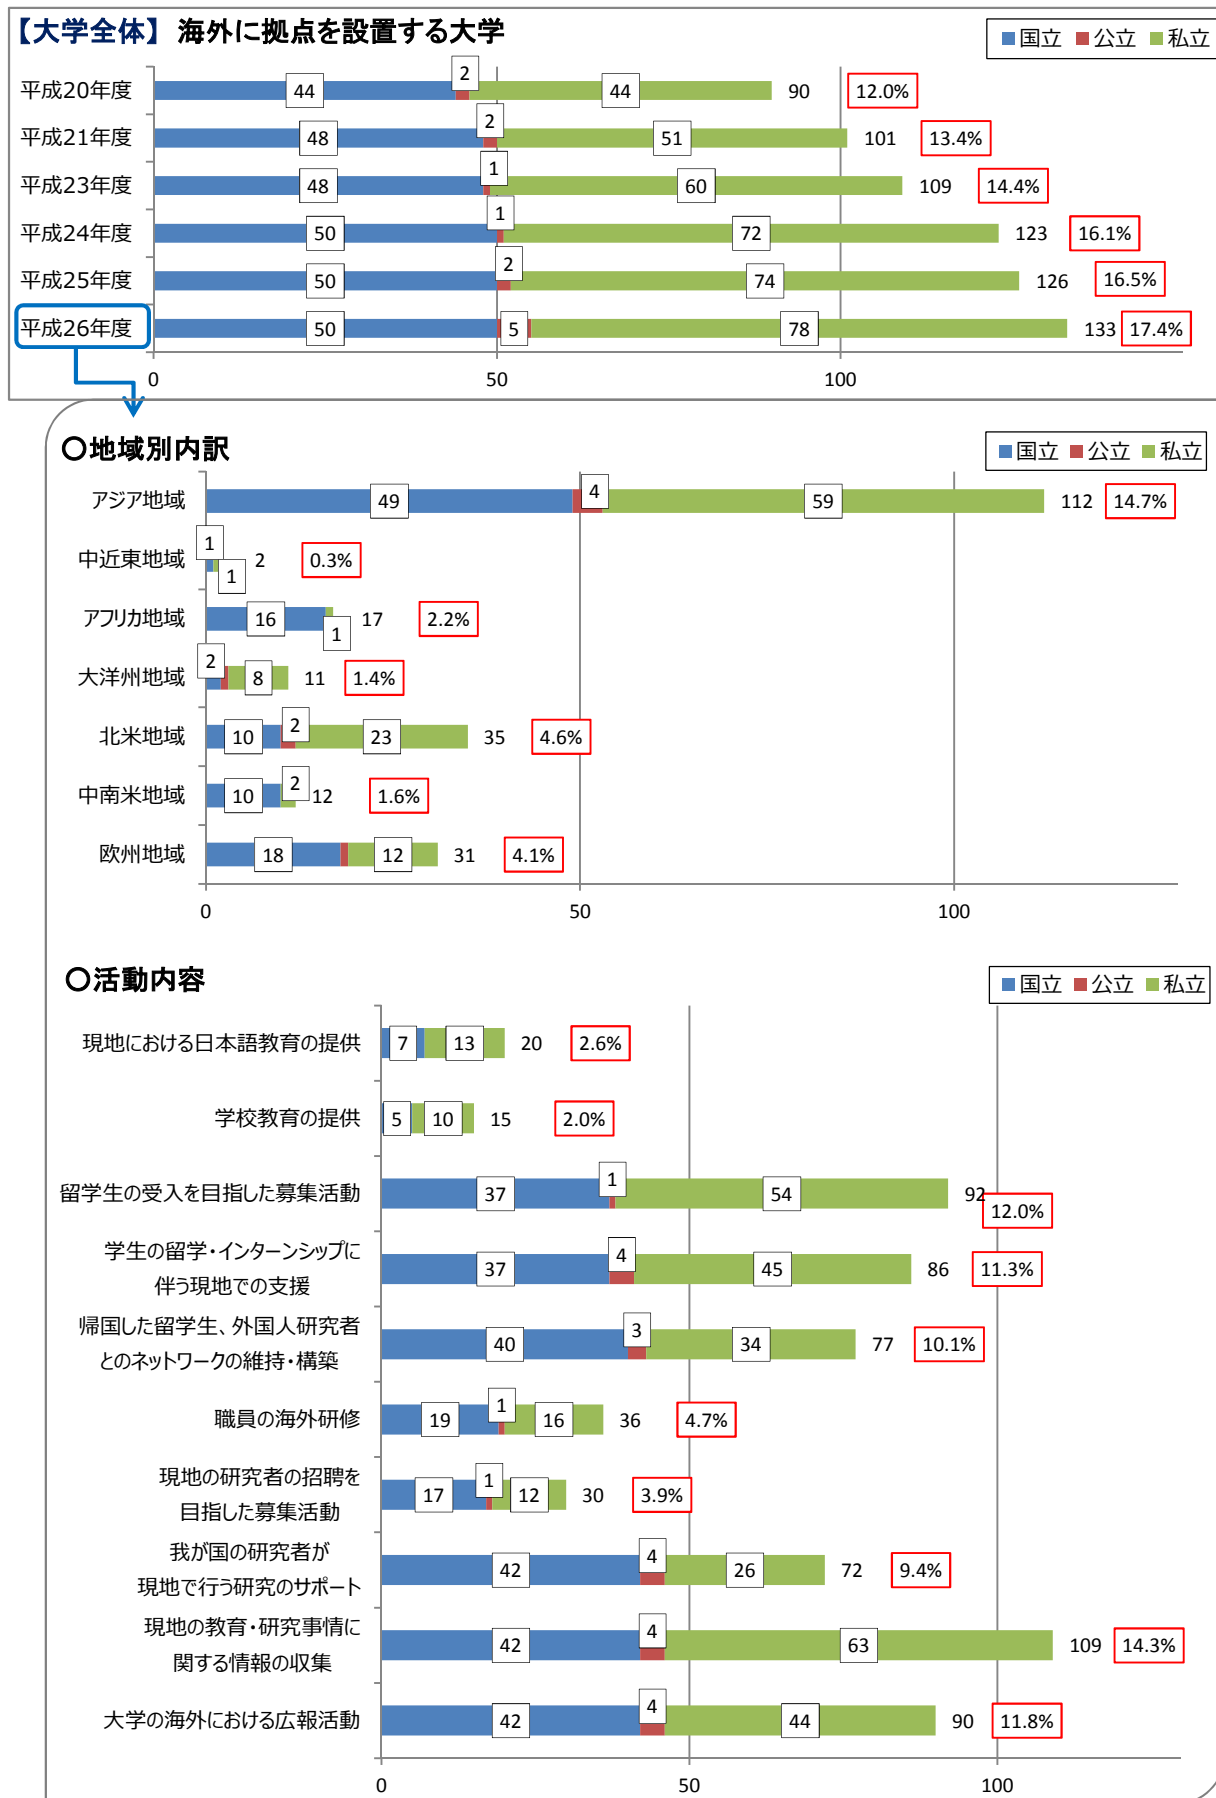 【大学全体】 海外に拠点を設置する大学
国立 公立 私立
平成20年度 44 2 44 90 12.0%
平成21年度 48 2 51 101 13.4%
平成23年度 48 1 60 109 14.4%
平成24年度 50 1 72 123 16.1%
平成25年度 50 2 74 126 16.5%
平成26年度 50 5 78 133 17.4%
0 50 100
○地域別内訳
国立 公立 私立
アジア地域 49 4 59 112 14.7%
中近東地域 1 1 2 0.3%
アフリカ地域 16 1 17 2.2%
大洋州地域 2 8 11 1.4%
北米地域 10 2 23 35 4.6%
中南米地域 10 2 12 1.6%
欧州地域 18 12 31 4.1%
0 50 100
○活動内容
国立 公立 私立
現地における日本語教育の提供 7 13 20 2.6%
学校教育の提供 5 10 15 2.0%
留学生の受入を目指した募集活動 37 1 54 92 12.0%
学生の留学・インターンシップに
伴う現地での支援 37 4 45 86 11.3%
帰国した留学生、外国人研究者
とのネットワークの維持・構築 40 3 34 77 10.1%
職員の海外研修 19 1 16 36 4.7%
現地の研究者の招聘を
目指した募集活動 17 1 12 30 3.9%
我が国の研究者が
現地で行う研究のサポート 42 4 26 72 9.4%
現地の教育・研究事情に
関する情報の収集 42 4 63 109 14.3%
大学の海外における広報活動 42 4 44 90 11.8%
0 50 100